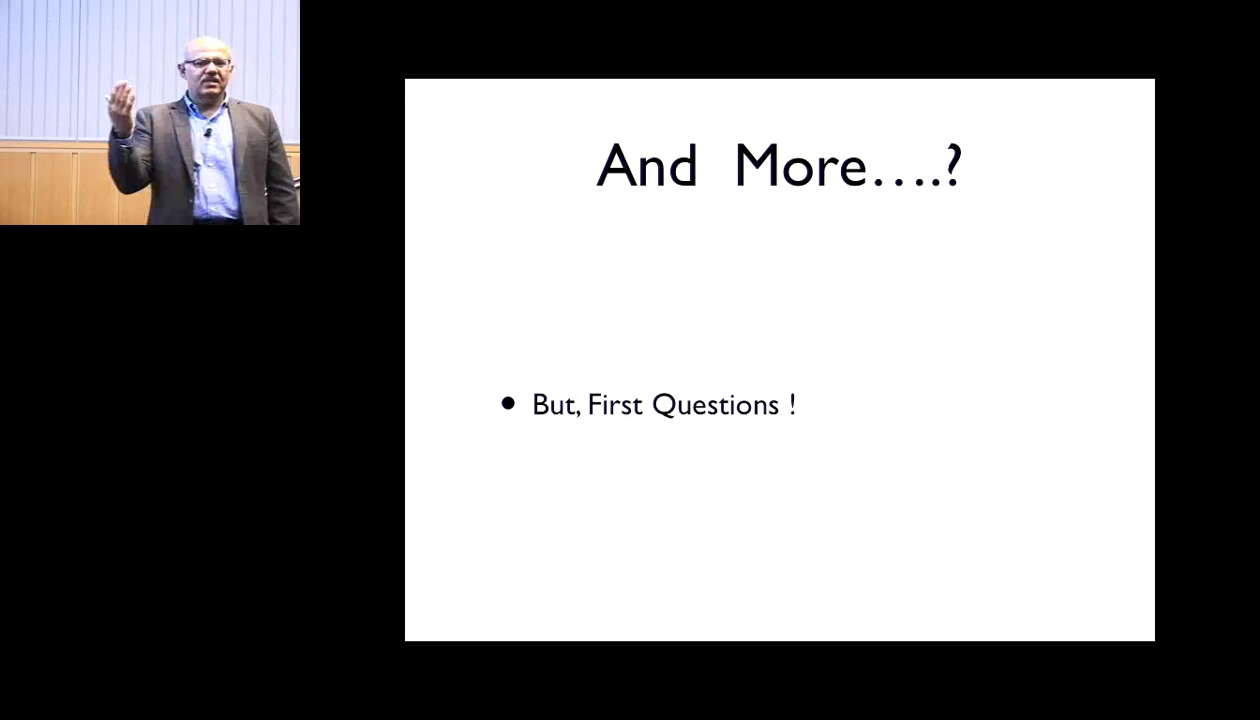 And More….?
• But, First Questions !